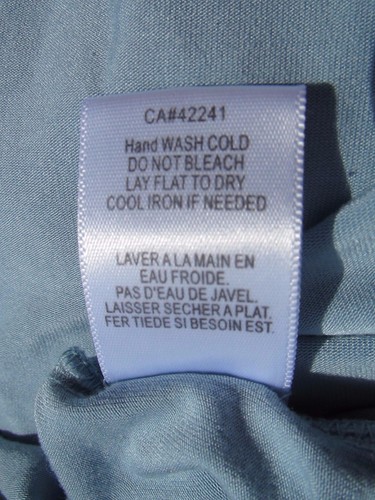 CA#42241
Hand WASH COLD
DO NOT BLEACH
LAY FLAT TO DRY
COOL IRON IF NEEDED
LAVER A LA MAIN EN
EAU FROIDE.
PAS D'EAU DE JAVEL.
LAISSER SECHER A PLAT.
FER TIEDE SI BESOIN EST.